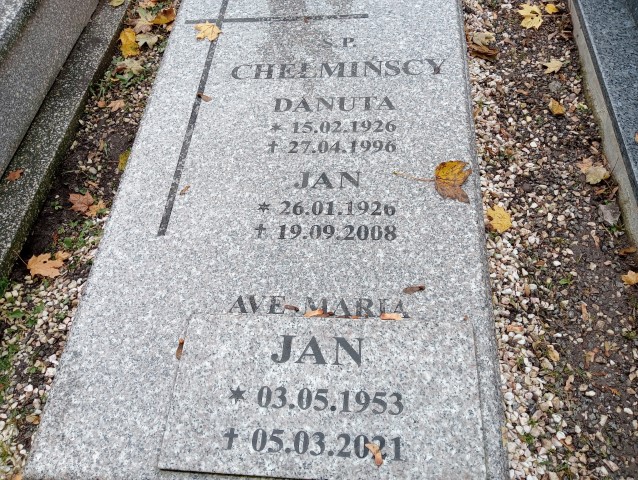 Ś.P.
CHEŁMIŃSCY
DANUTA
* 15.02.1926
† 27.04.1996
JAN
* 26.01.1926
† 19.09.2008
AVE MARIA
JAN
* 03.05.1953
† 05.03.2021